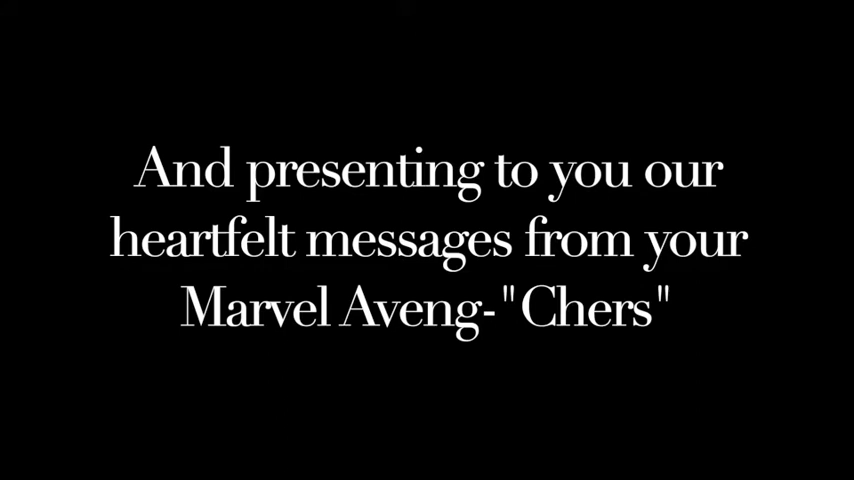 And presenting to you our
heartfelt messages from your
Marvel Aveng-"Chers"